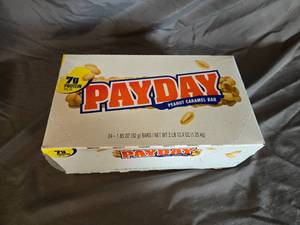 7g
PROTEIN
PAYDAY
PEANUT CARAMEL BAR
24 - 1.85 OZ (52 g) BARS / NET WT 2 LB 12.4 OZ (1.25 kg)
7g
PAYDAY